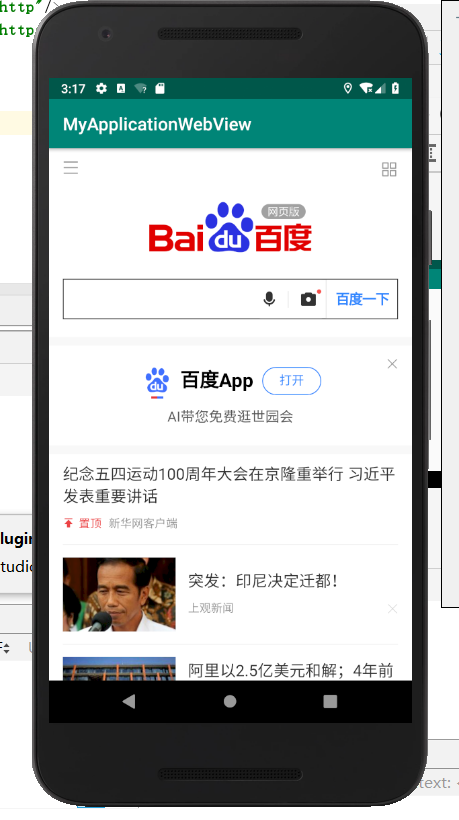 http"/>
http
3:17
MyApplicationWebView
网页版
Bai du 百度
百度一下
du 百度App 打开
AI带您免费逛世园会
纪念五四运动100周年大会在京隆重举行 习近平
发表重要讲话
置顶 新华网客户端
突发：印尼决定迁都！
上观新闻
阿里以2.5亿美元和解；4年前
lugin
tudio
text: